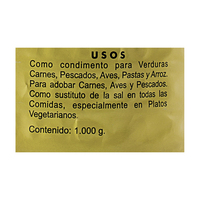 USOS
Como condimento para Verduras
Carnes, Pescados, Aves, Pastas y Arroz.
Para adobar Carnes, Aves y Pescados.
Como sustituto de la sal en todas las
Comidas, especialmente en Platos
Vegetarianos.
Contenido: 1.000 g.